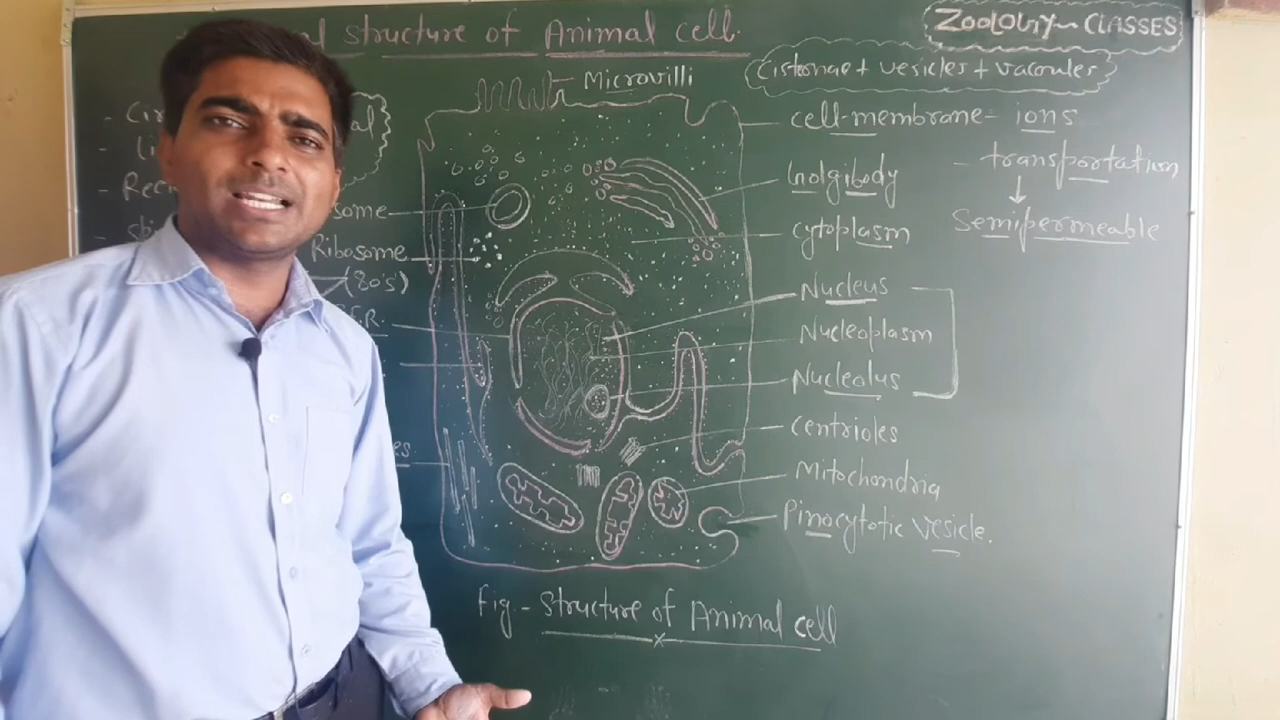 structure of Animal cell.
ZOOLOGY - CLASSES
Microvilli
cisternae + vesicles + vacuoles
cell-membrane - ions
- transportation
↓
Semipermeable
Golgibody
cytoplasm
Nucleus
Nucleoplasm
Nucleolus
centrioles
Mitochondria
Pinocytotic vesicle.
Ribosome
(80's)
Fig - Structure of Animal cell